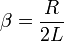 β = R / 2L